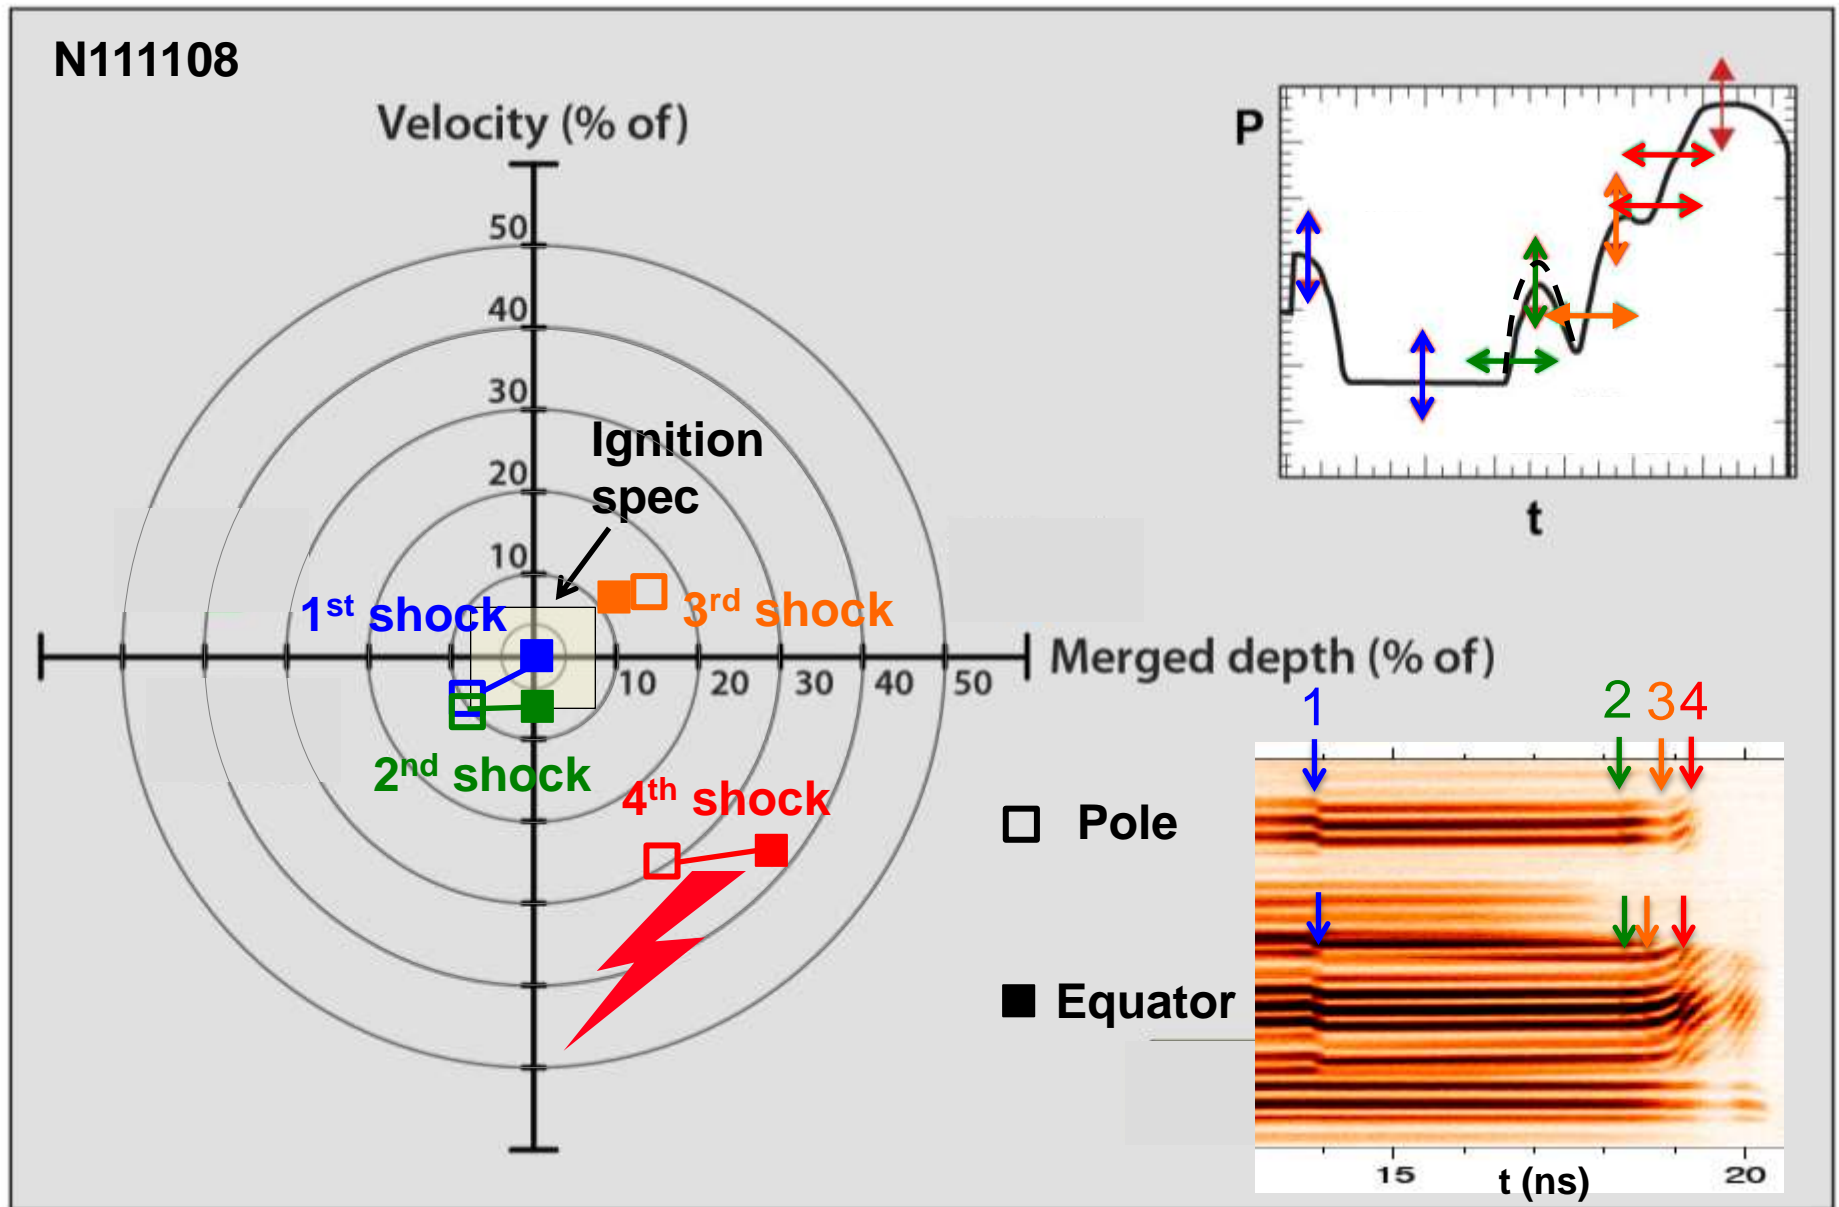 N111108
Velocity (% of)
P
50
40
30
Ignition
spec
20
t
10
1st shock
3rd shock
Merged depth (% of)
10 20 30 40 50
1 2 3 4
2nd shock
4th shock
Pole
Equator
15 20
t (ns)